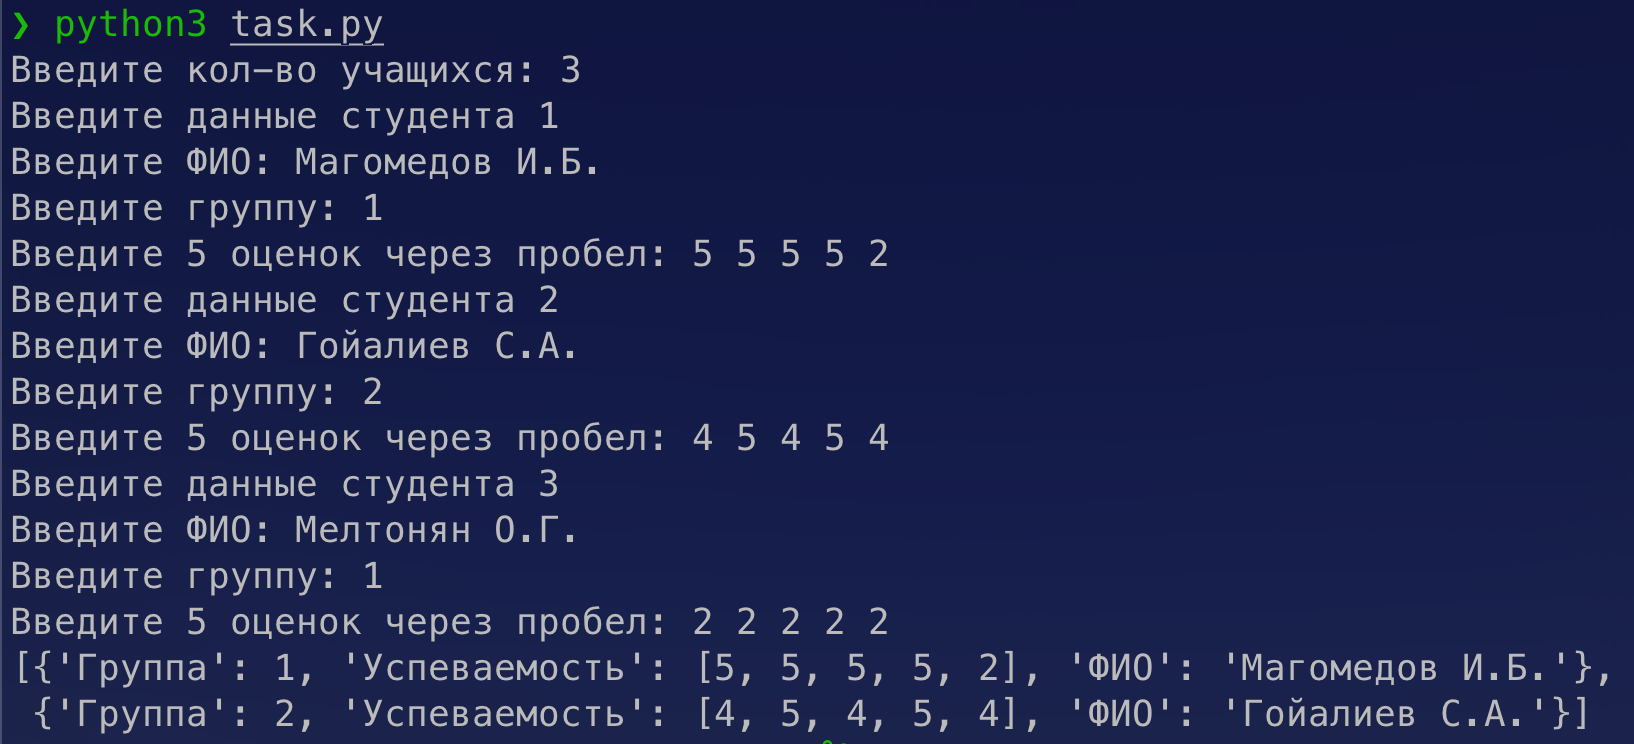 ❯ python3 task.py
Введите кол-во учащихся: 3
Введите данные студента 1
Введите ФИО: Магомедов И.Б.
Введите группу: 1
Введите 5 оценок через пробел: 5 5 5 5 2
Введите данные студента 2
Введите ФИО: Гойалиев С.А.
Введите группу: 2
Введите 5 оценок через пробел: 4 5 4 5 4
Введите данные студента 3
Введите ФИО: Мелтонян О.Г.
Введите группу: 1
Введите 5 оценок через пробел: 2 2 2 2 2
[{'Группа': 1, 'Успеваемость': [5, 5, 5, 5, 2], 'ФИО': 'Магомедов И.Б.'},
 {'Группа': 2, 'Успеваемость': [4, 5, 4, 5, 4], 'ФИО': 'Гойалиев С.А.'}]